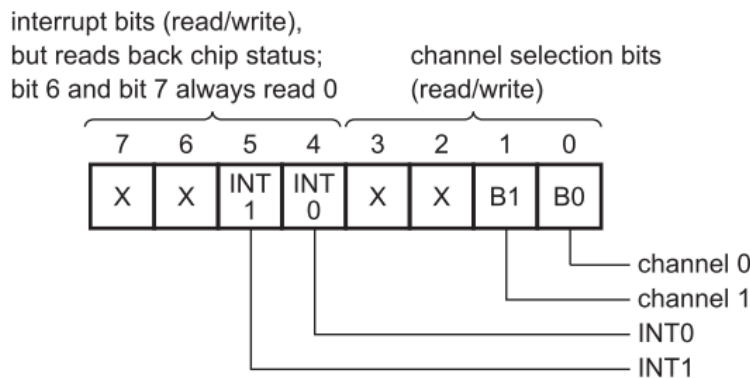 interrupt bits (read/write),
but reads back chip status;
bit 6 and bit 7 always read 0
channel selection bits
(read/write)
7 6 5 4 3 2 1 0
X X INT 1 INT 0 X X B1 B0
channel 0
channel 1
INT0
INT1